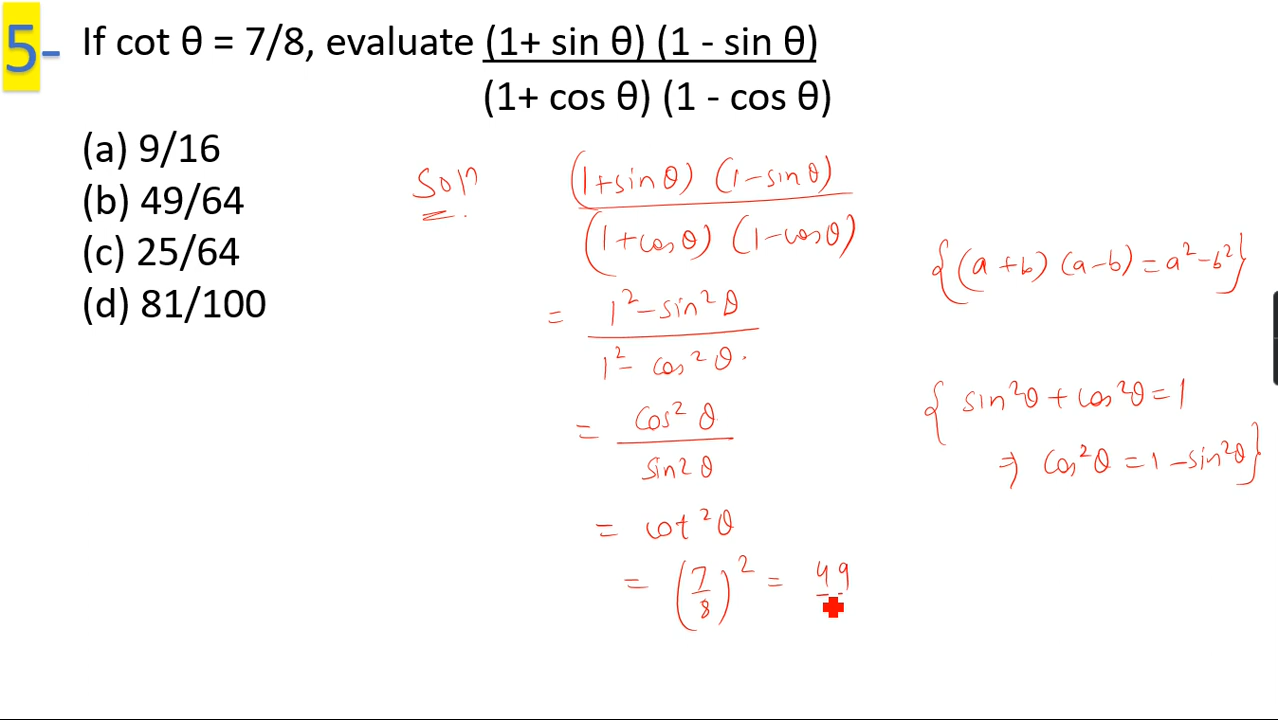 5- If cot θ = 7/8, evaluate (1+ sin θ) (1 - sin θ)
(1+ cos θ) (1 - cos θ)
(a) 9/16
(b) 49/64
(c) 25/64
(d) 81/100
Solⁿ
(1+sinθ) (1-sinθ)
(1+cosθ) (1-cosθ)
{(a+b) (a-b) = a²-b²}
= 1² - sin²θ
1² - cos²θ.
= cos²θ
sin2θ
{ sin²θ + cos²θ = 1
⇒ cos²θ = 1 - sin²θ}
= cot²θ
= (7/8)² = 49